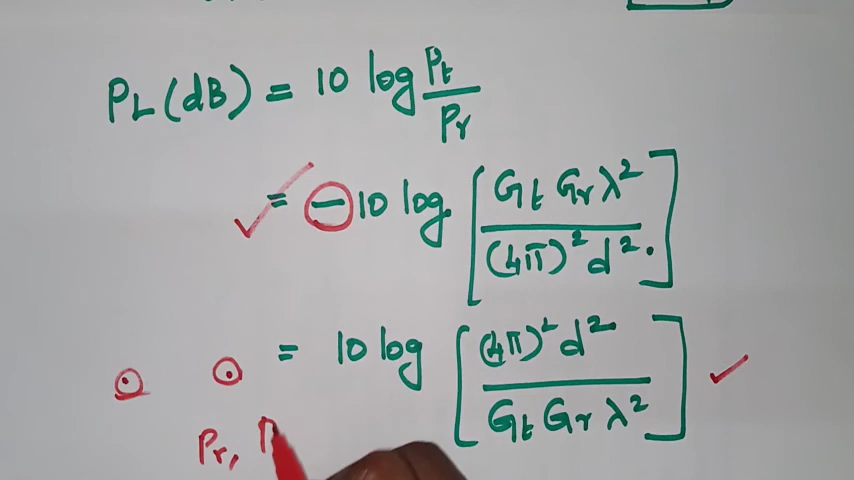 PL (dB) = 10 log Pt/Pr
= -10 log [Gt Gr λ² / (4π)² d².]
= 10 log [(4π)² d² / Gt Gr λ²]
Pr, P